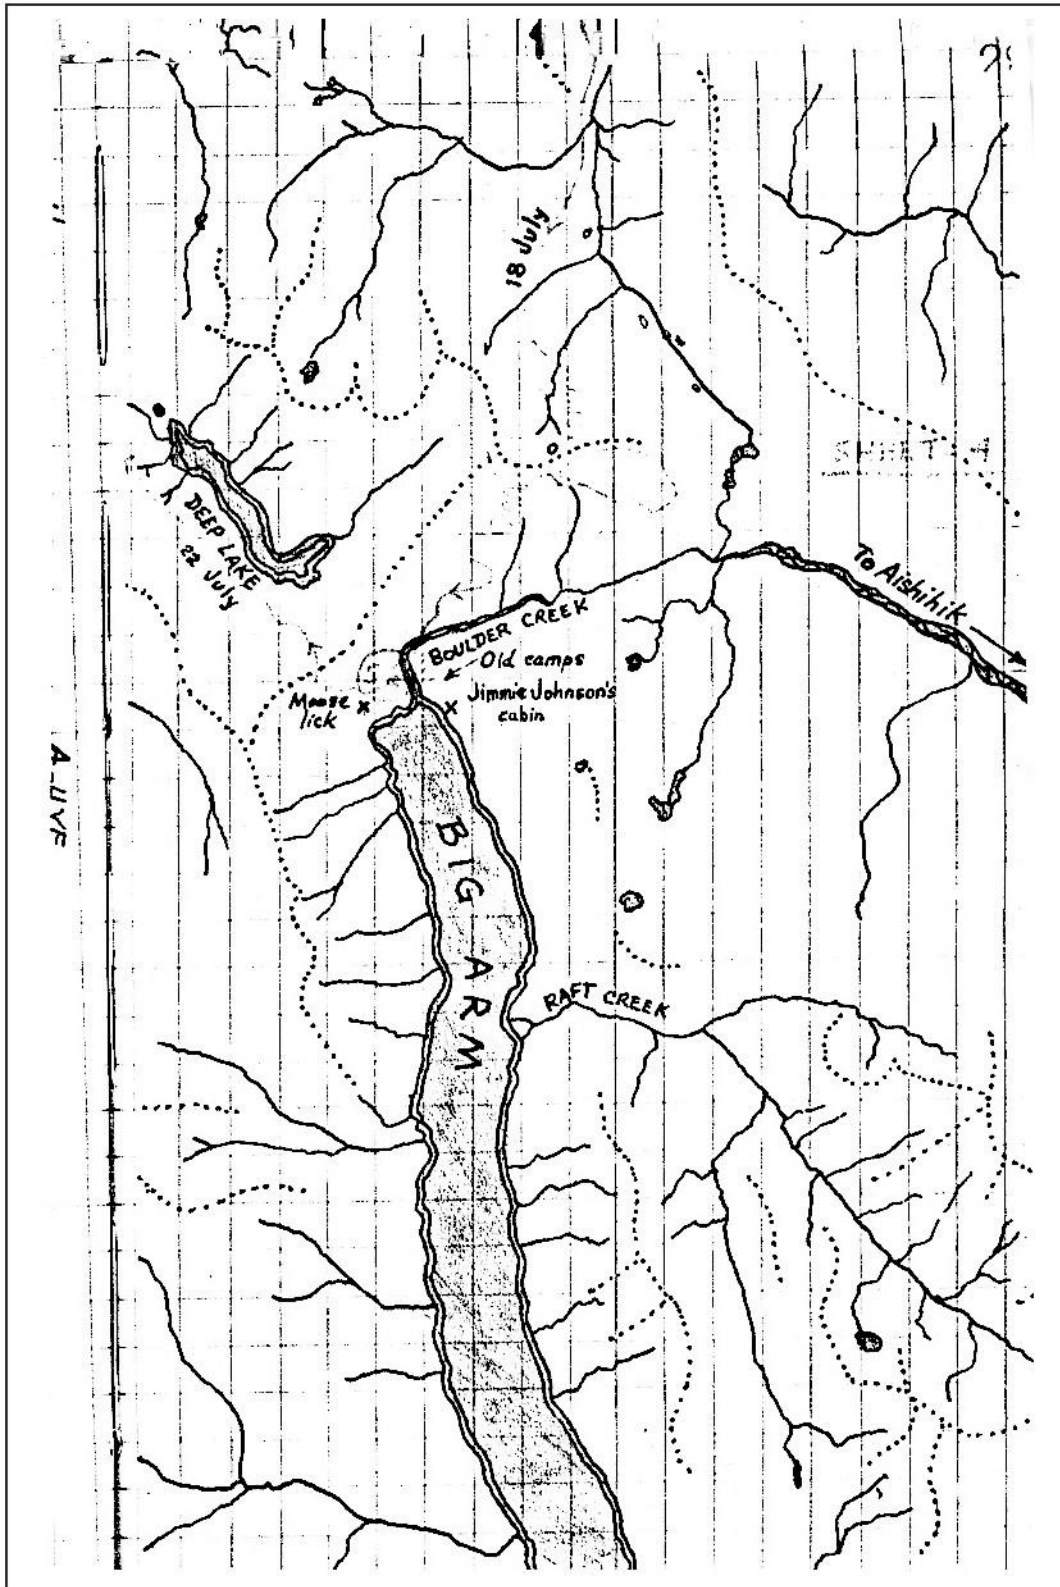 18 July
DEEP LAKE
22 July
To Aishihik
BOULDER CREEK
Old camps
Moose
lick
x
x
Jimmie Johnson's
cabin
BIG ARM
RAFT CREEK